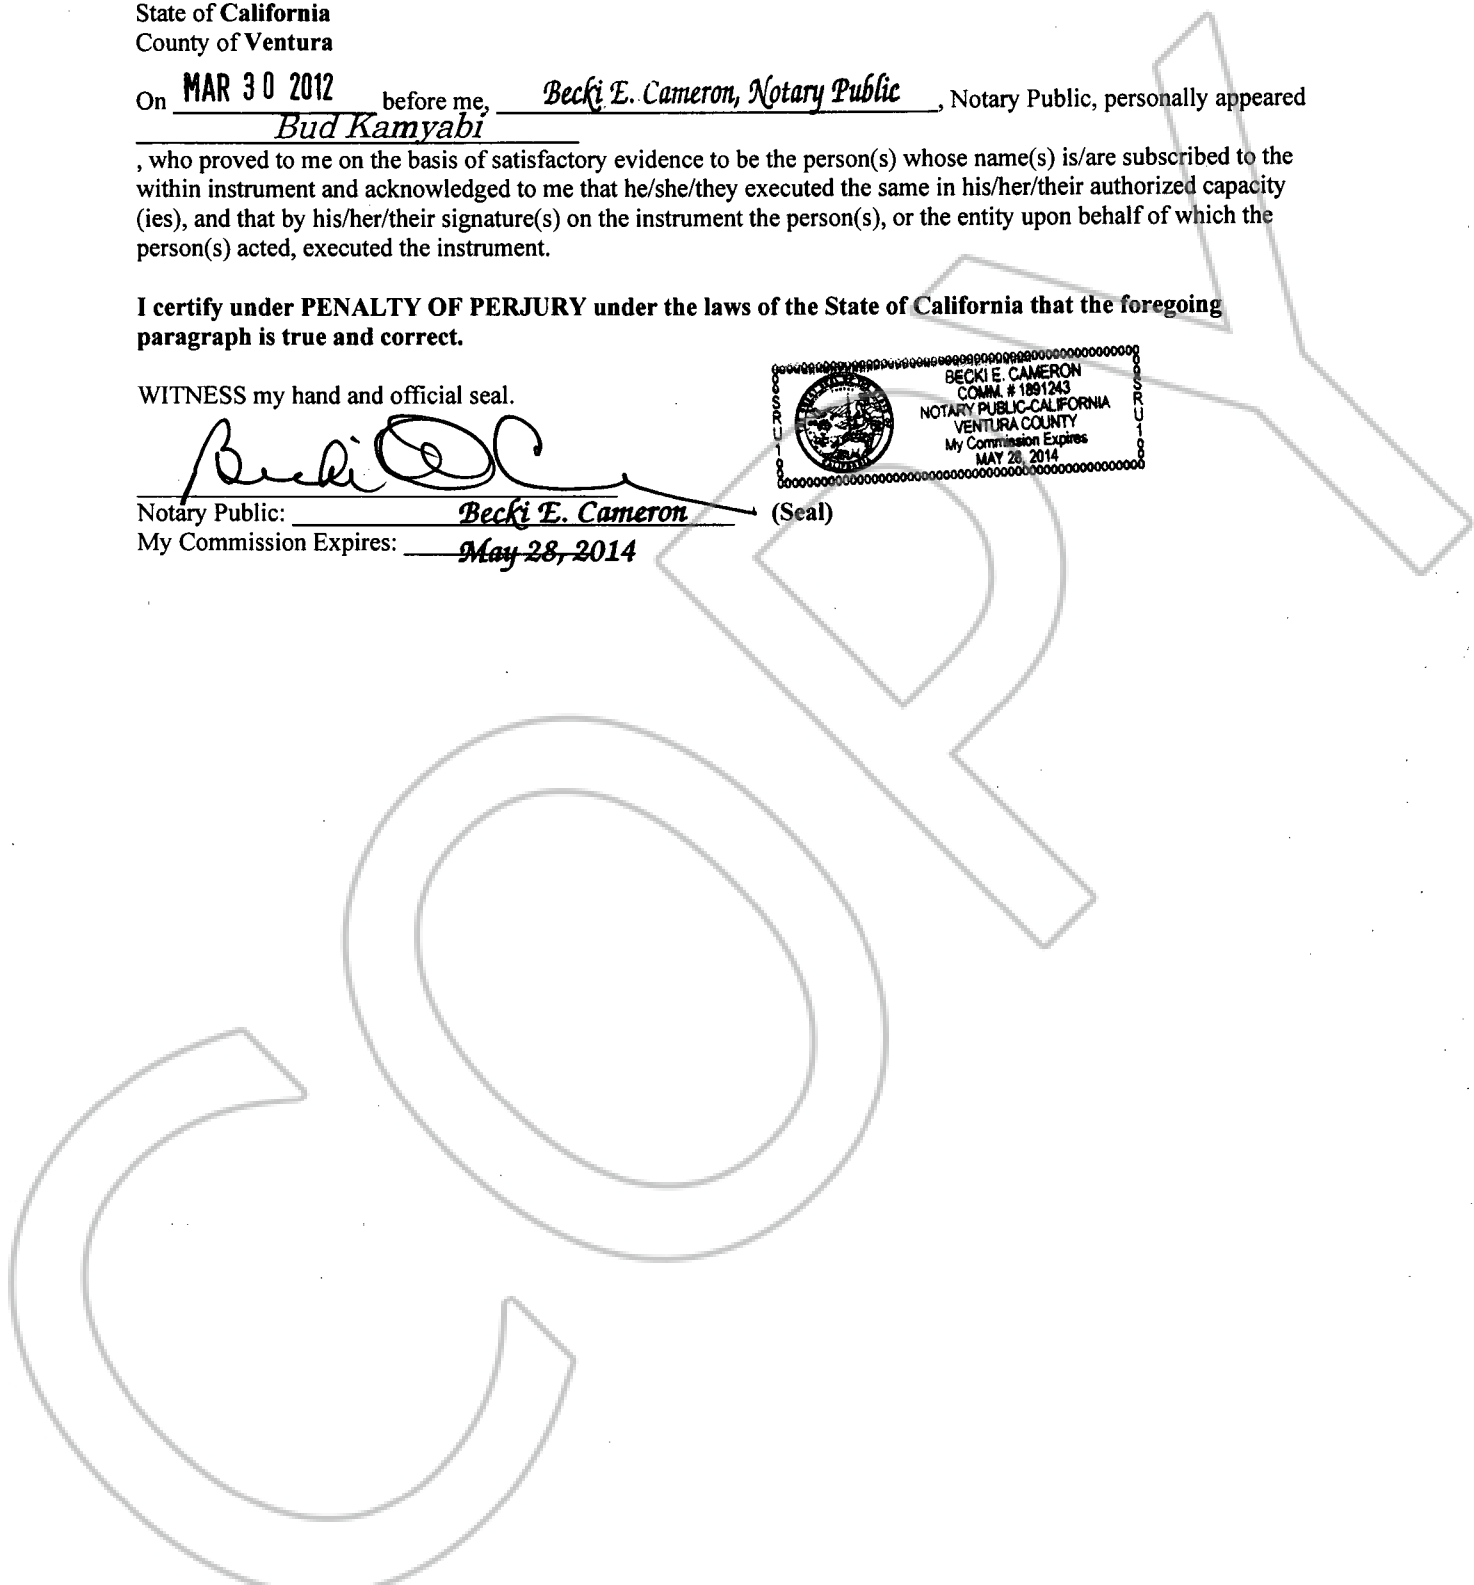 State of California
County of Ventura
On MAR 30 2012 before me, Becki E. Cameron, Notary Public , Notary Public, personally appeared
Bud Kamyabi
, who proved to me on the basis of satisfactory evidence to be the person(s) whose name(s) is/are subscribed to the
within instrument and acknowledged to me that he/she/they executed the same in his/her/their authorized capacity
(ies), and that by his/her/their signature(s) on the instrument the person(s), or the entity upon behalf of which the
person(s) acted, executed the instrument.
I certify under PENALTY OF PERJURY under the laws of the State of California that the foregoing
paragraph is true and correct.
WITNESS my hand and official seal.
BECKI E. CAMERON
COMM. # 1891243
NOTARY PUBLIC-CALIFORNIA
VENTURA COUNTY
My Commission Expires
MAY 28, 2014
Notary Public: Becki E. Cameron (Seal)
My Commission Expires: May 28, 2014
COPY